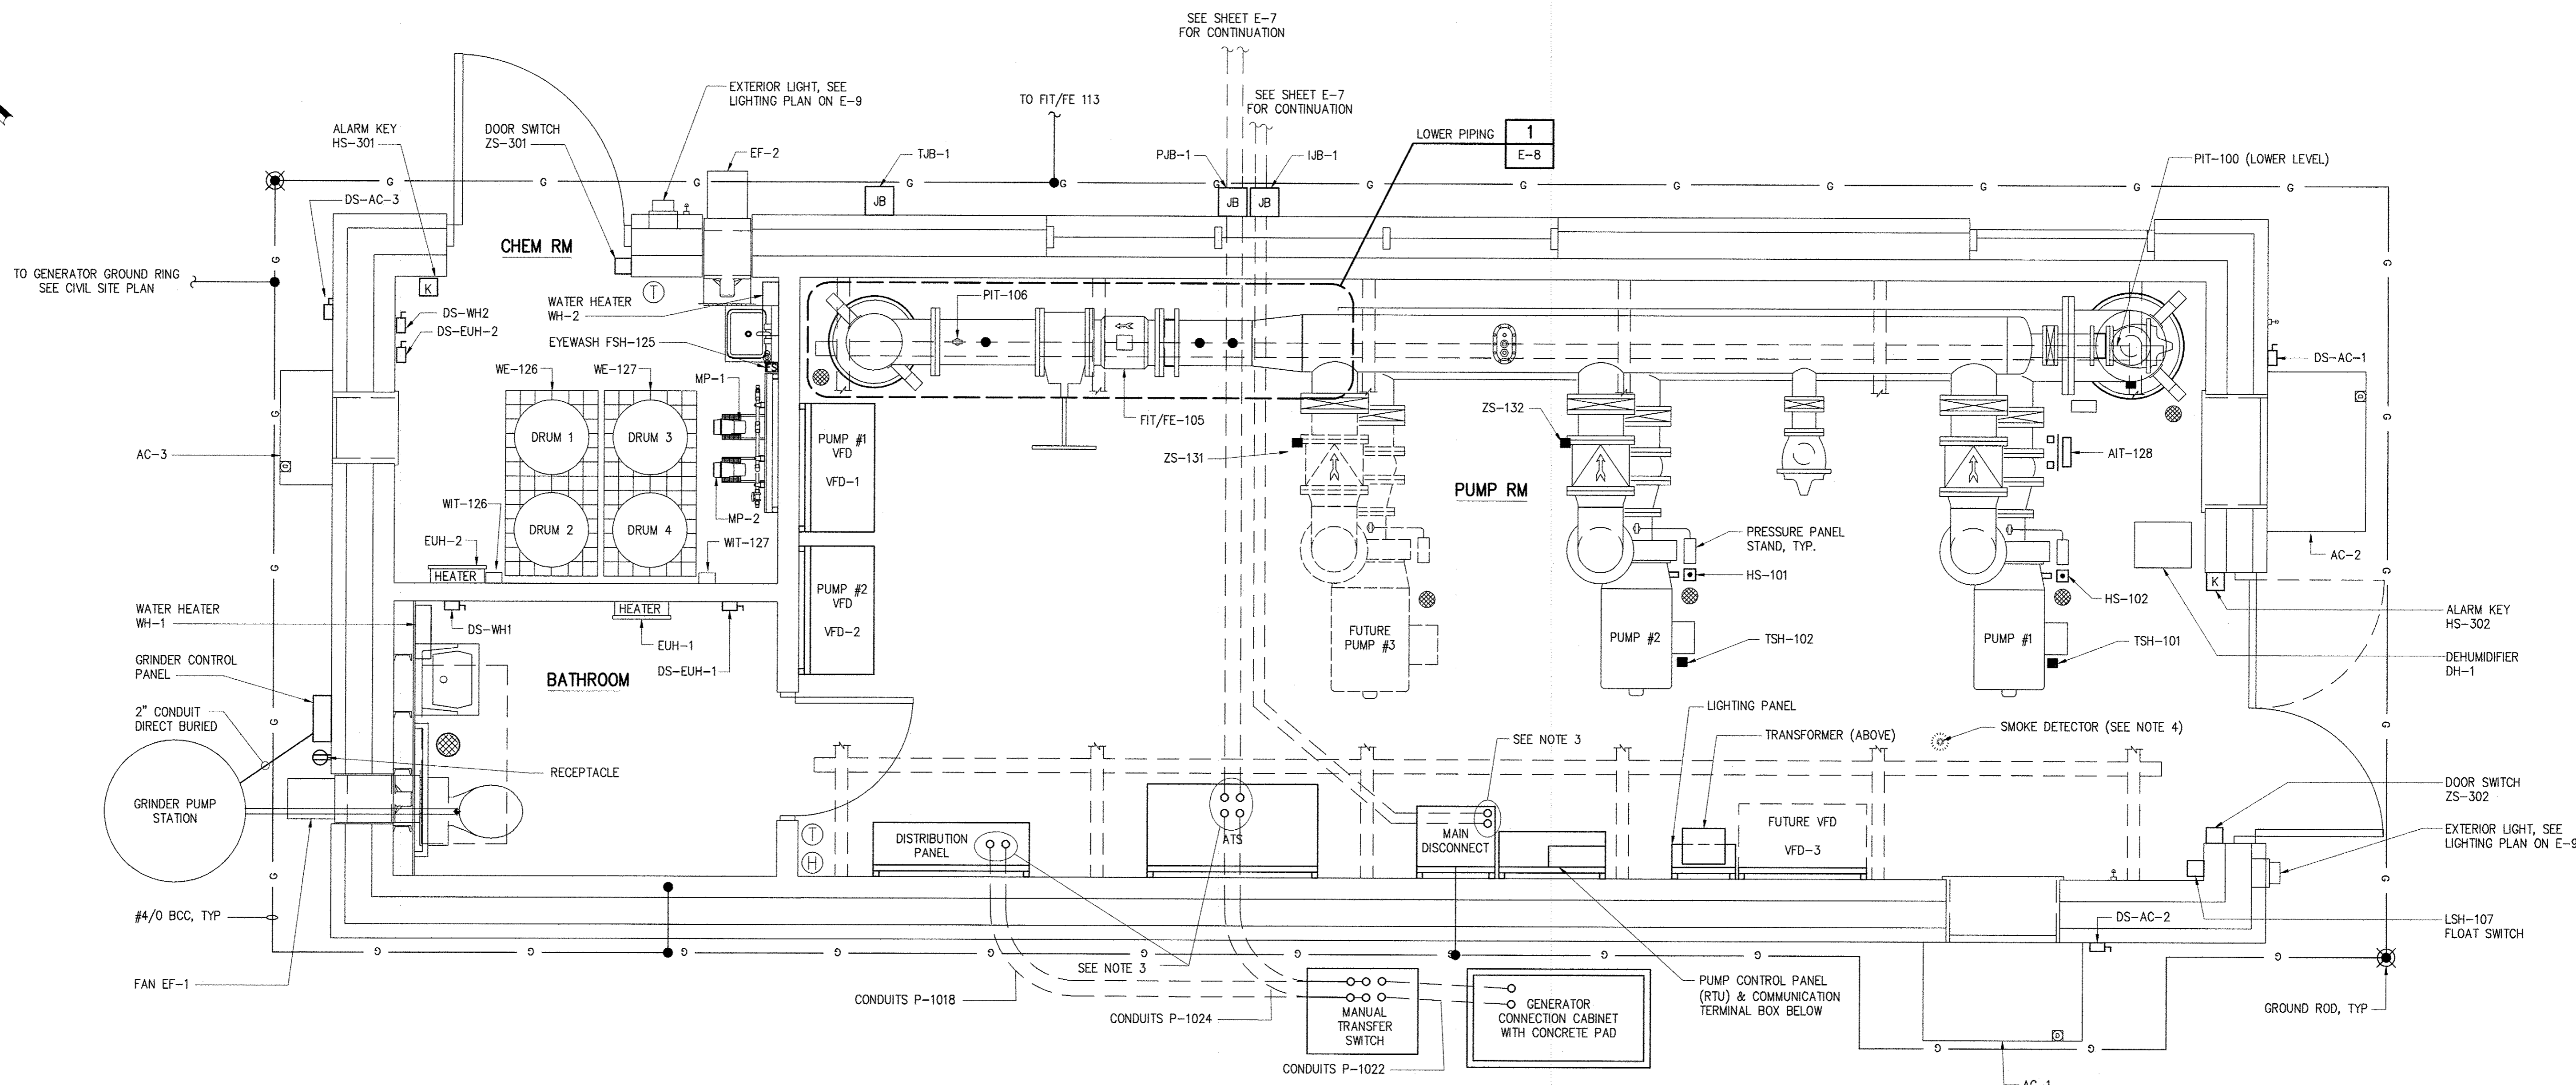 SEE SHEET E-7
FOR CONTINUATION
EXTERIOR LIGHT, SEE
LIGHTING PLAN ON E-9
TO FIT/FE 113
SEE SHEET E-7
FOR CONTINUATION
ALARM KEY
HS-301
DOOR SWITCH
ZS-301
EF-2
TJB-1
PJB-1
IJB-1
LOWER PIPING
1
E-8
PIT-100 (LOWER LEVEL)
G G G G G G G G G G G G G
DS-AC-3
JB
JB
JB
CHEM RM
TO GENERATOR GROUND RING
SEE CIVIL SITE PLAN
G
G
K
T
WATER HEATER
WH-2
PIT-106
DS-WH2
DS-EUH-2
EYEWASH FSH-125
ES
DS-AC-1
WE-126
WE-127
MP-1
G
G
FIT/FE-105
ZS-132
DRUM 1
DRUM 3
PUMP #1
VFD
VFD-1
AC-3
D
D
ZS-131
AIT-128
PUMP RM
WIT-126
MP-2
DRUM 2
DRUM 4
WIT-127
EUH-2
HEATER
PRESSURE PANEL
STAND, TYP.
AC-2
G
G
HS-101
K
HS-102
WATER HEATER
WH-1
PUMP #2
VFD
VFD-2
HEATER
DS-WH1
EUH-1
DS-EUH-1
ALARM KEY
HS-302
FUTURE
PUMP #3
PUMP #2
TSH-102
PUMP #1
TSH-101
GRINDER CONTROL
PANEL
BATHROOM
DEHUMIDIFIER
DH-1
2" CONDUIT
DIRECT BURIED
G
G
LIGHTING PANEL
SMOKE DETECTOR (SEE NOTE 4)
SEE NOTE 3
TRANSFORMER (ABOVE)
RECEPTACLE
DOOR SWITCH
ZS-302
GRINDER PUMP
STATION
T
H
DISTRIBUTION
PANEL
ATS
MAIN
DISCONNECT
FUTURE VFD
VFD-3
EXTERIOR LIGHT, SEE
LIGHTING PLAN ON E-9
G
G
#4/0 BCC, TYP
DS-AC-2
LSH-107
FLOAT SWITCH
G G G G G G G G G G G
FAN EF-1
SEE NOTE 3
CONDUITS P-1018
CONDUITS P-1024
MANUAL
TRANSFER
SWITCH
GENERATOR
CONNECTION CABINET
WITH CONCRETE PAD
PUMP CONTROL PANEL
(RTU) & COMMUNICATION
TERMINAL BOX BELOW
GROUND ROD, TYP
D
G G
CONDUITS P-1022
AC-1